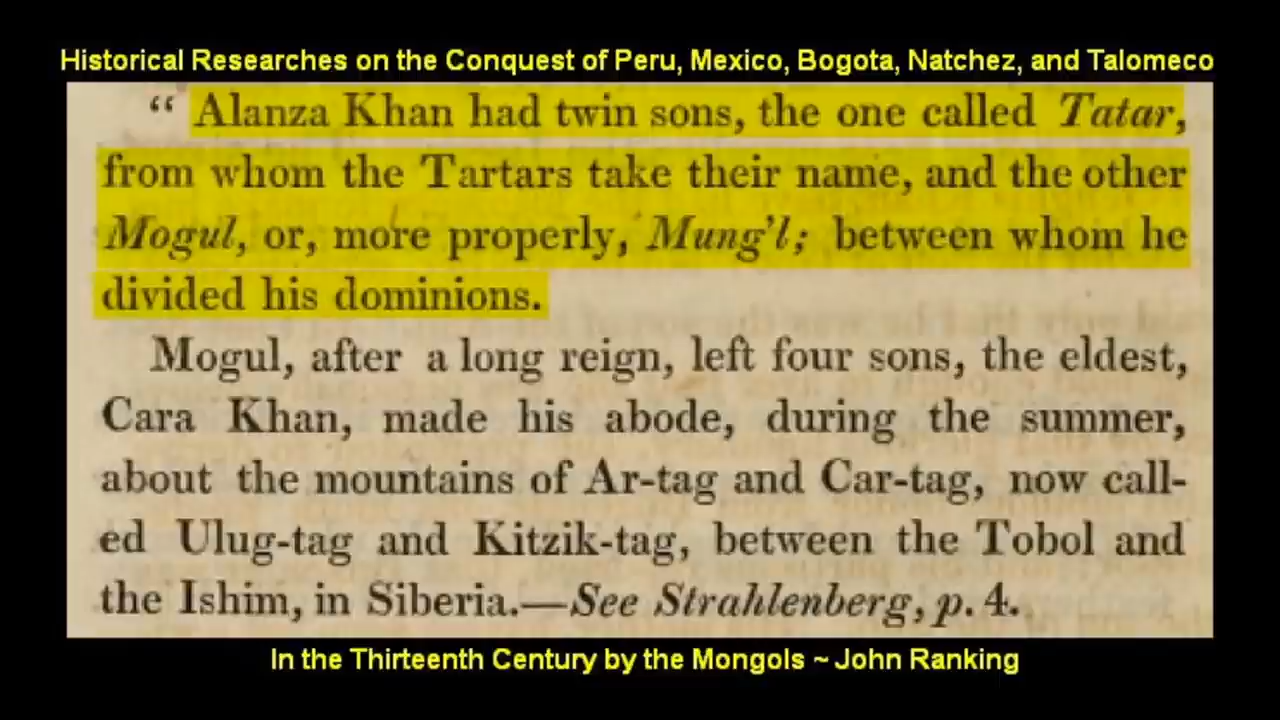 Historical Researches on the Conquest of Peru, Mexico, Bogota, Natchez, and Talomeco
“ Alanza Khan had twin sons, the one called Tatar,
from whom the Tartars take their name, and the other
Mogul, or, more properly, Mung’l; between whom he
divided his dominions.
Mogul, after a long reign, left four sons, the eldest,
Cara Khan, made his abode, during the summer,
about the mountains of Ar-tag and Car-tag, now call-
ed Ulug-tag and Kitzik-tag, between the Tobol and
the Ishim, in Siberia.—See Strahlenberg, p. 4.
In the Thirteenth Century by the Mongols ~ John Ranking